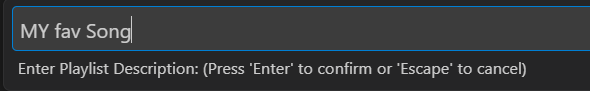 MY fav Song
Enter Playlist Description: (Press 'Enter' to confirm or 'Escape' to cancel)